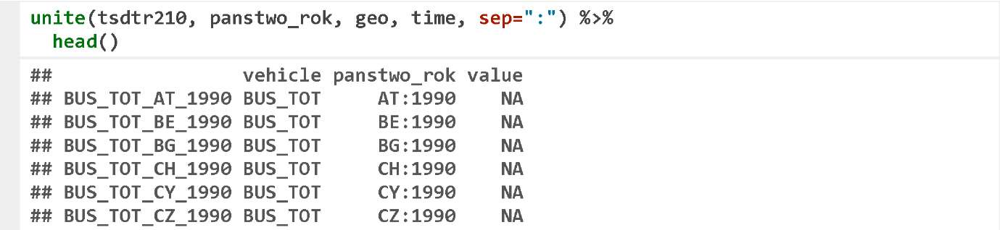 unite(tsdtr210, panstwo_rok, geo, time, sep=":") %>%
  head()
##                 vehicle panstwo_rok value
## BUS_TOT_AT_1990 BUS_TOT     AT:1990    NA
## BUS_TOT_BE_1990 BUS_TOT     BE:1990    NA
## BUS_TOT_BG_1990 BUS_TOT     BG:1990    NA
## BUS_TOT_CH_1990 BUS_TOT     CH:1990    NA
## BUS_TOT_CY_1990 BUS_TOT     CY:1990    NA
## BUS_TOT_CZ_1990 BUS_TOT     CZ:1990    NA